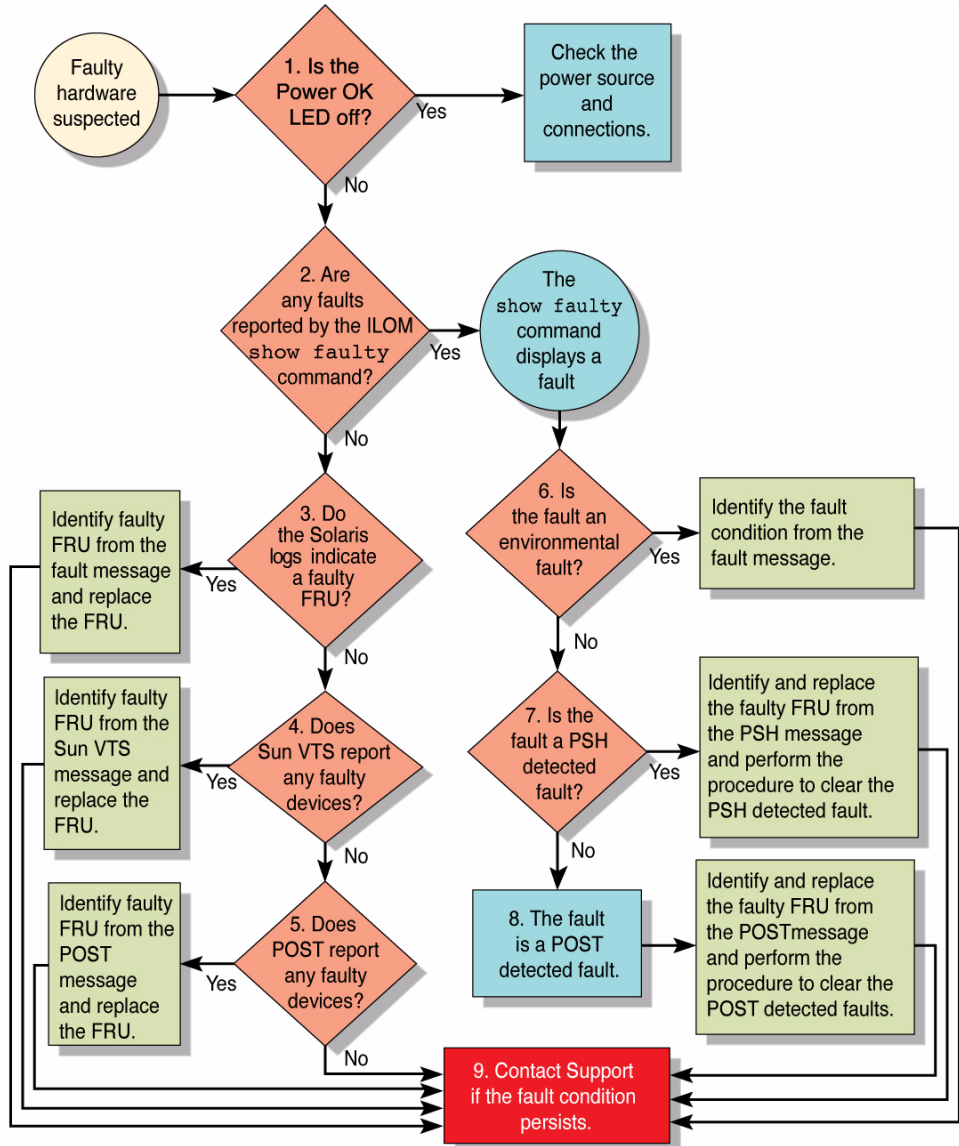 Faulty
hardware
suspected
1. Is the
Power OK
LED off?
Yes
Check the
power source
and
connections.
No
2. Are
any faults
reported by the ILOM
show faulty
command?
Yes
The
show faulty
command
displays a
fault
No
3. Do
the Solaris
logs indicate
a faulty
FRU?
Yes
Identify faulty
FRU from the
fault message
and replace
the FRU.
No
4. Does
Sun VTS report
any faulty
devices?
Yes
Identify faulty
FRU from the
Sun VTS
message and
replace the
FRU.
No
5. Does
POST report
any faulty
devices?
Yes
Identify faulty
FRU from the
POST
message
and replace
the FRU.
No
6. Is
the fault an
environmental
fault?
Yes
Identify the fault
condition from the
fault message.
No
7. Is the
fault a PSH
detected
fault?
Yes
Identify and replace
the faulty FRU from
the PSH message
and perform the
procedure to clear the
PSH detected fault.
No
8. The fault
is a POST
detected fault.
Identify and replace
the faulty FRU from
the POSTmessage
and perform the
procedure to clear the
POST detected faults.
9. Contact Support
if the fault condition
persists.